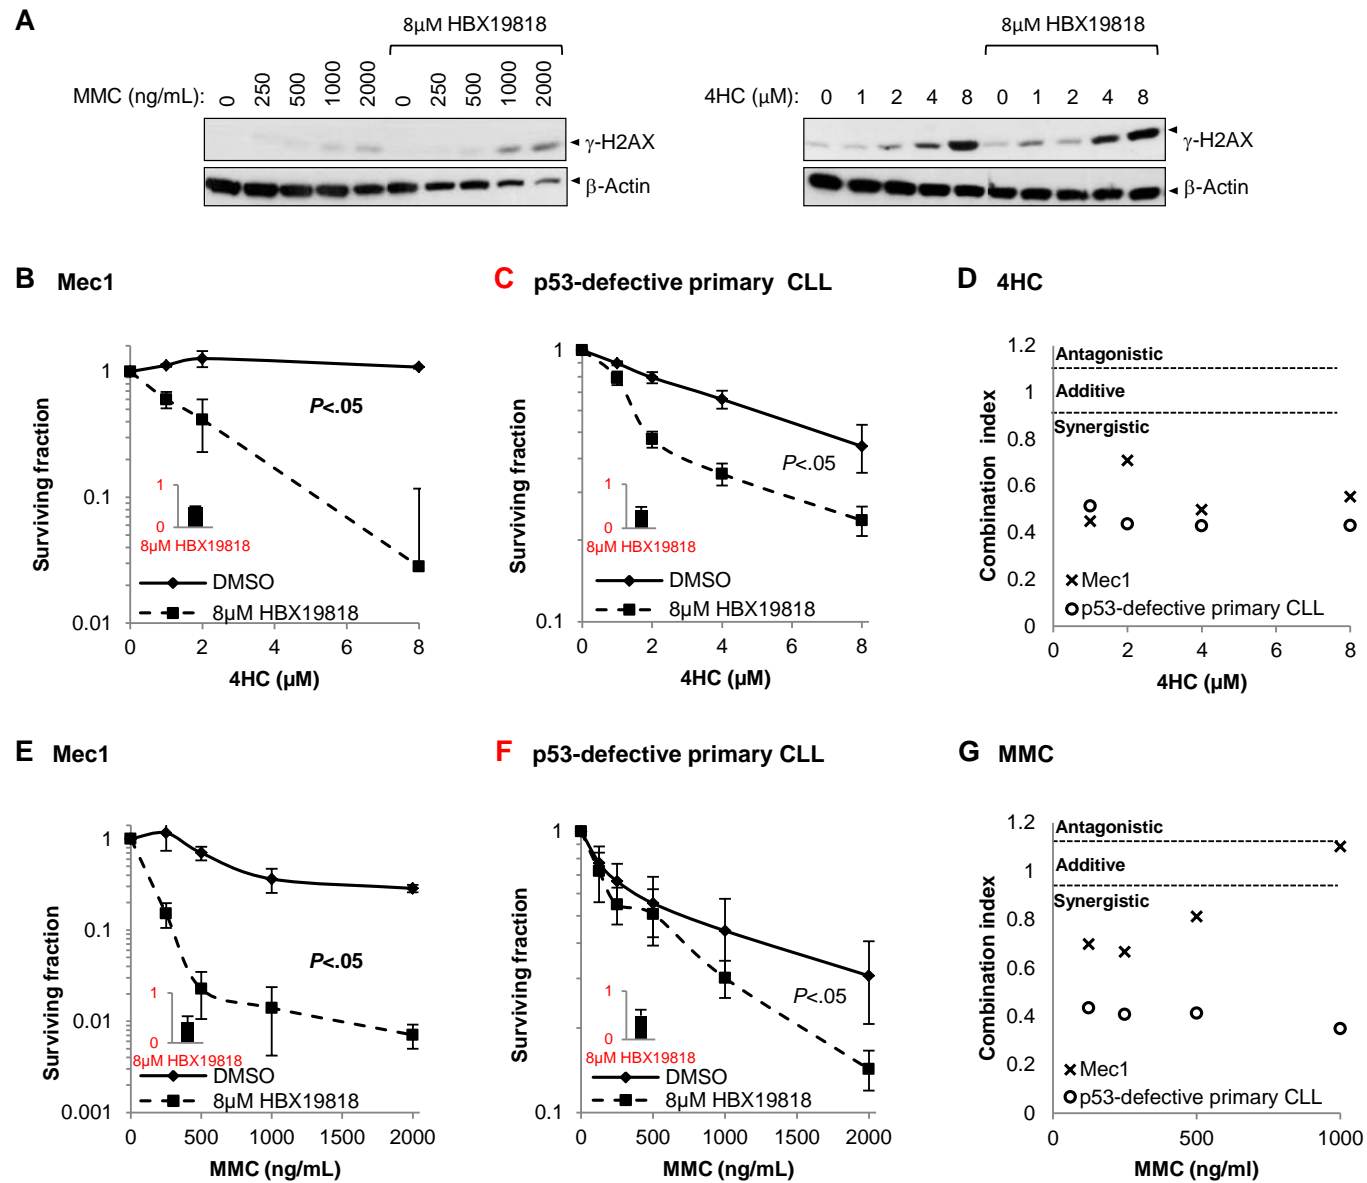 A
8µM HBX19818
MMC (ng/mL): 0 250 500 1000 2000 0 250 500 1000 2000
γ-H2AX
β-Actin
8µM HBX19818
4HC (µM): 0 1 2 4 8 0 1 2 4 8
γ-H2AX
β-Actin
B Mec1
Surviving fraction
1
0.1
0.01
P<.05
1
0
8µM HBX19818
DMSO
8µM HBX19818
0 2 4 6 8
4HC (µM)
C p53-defective primary CLL
Surviving fraction
1
0.1
P<.05
1
0
8µM HBX19818
DMSO
8µM HBX19818
0 2 4 6 8
4HC (µM)
D 4HC
Combination index
1.2
1
0.8
0.6
0.4
0.2
0
Antagonistic
Additive
Synergistic
Mec1
p53-defective primary CLL
0 2 4 6 8
4HC (µM)
E Mec1
Surviving fraction
1
0.1
0.01
0.001
P<.05
1
0
8µM HBX19818
DMSO
8µM HBX19818
0 500 1000 1500 2000
MMC (ng/mL)
F p53-defective primary CLL
Surviving fraction
1
0.1
P<.05
1
0
8µM HBX19818
DMSO
8µM HBX19818
0 500 1000 1500 2000
MMC (ng/mL)
G MMC
Combination index
1.2
1
0.8
0.6
0.4
0.2
0
Antagonistic
Additive
Synergistic
Mec1
p53-defective primary CLL
0 500 1000
MMC (ng/ml)